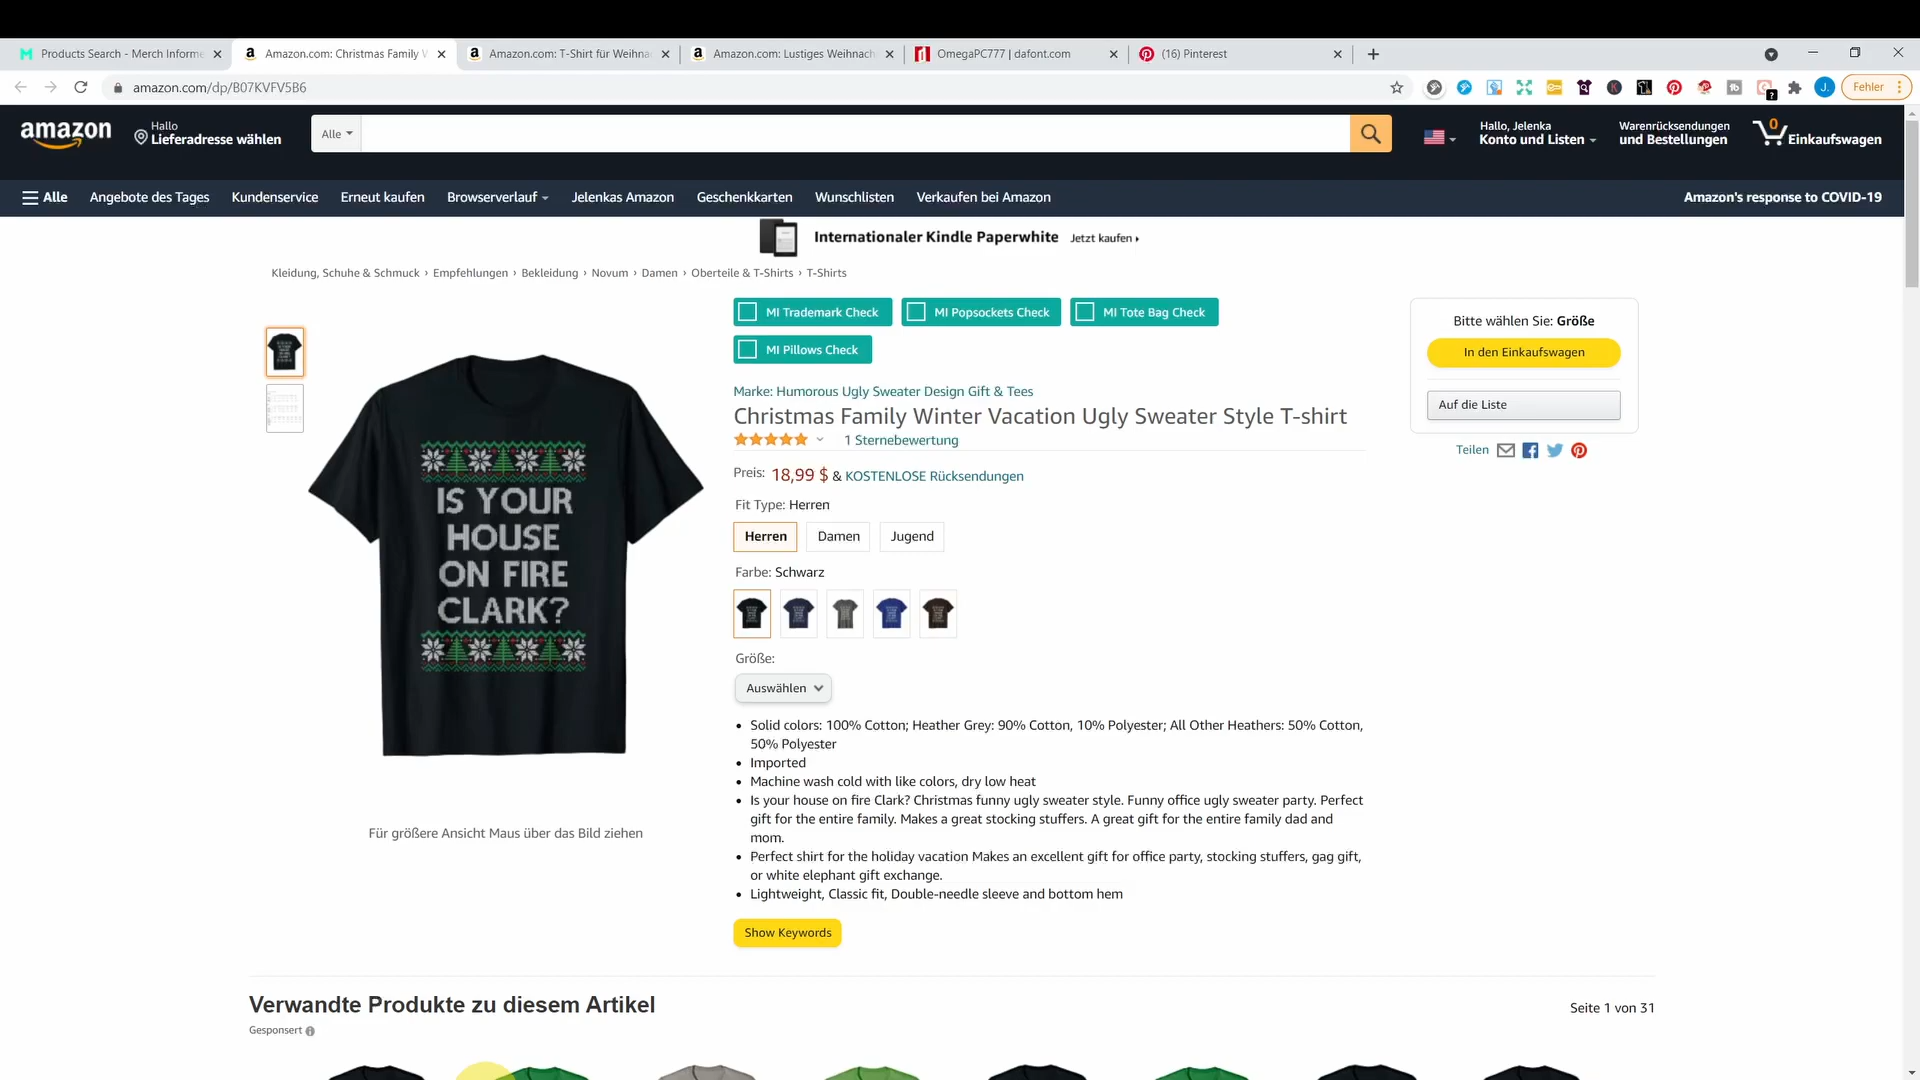 Products Search - Merch Informe
Amazon.com: Christmas Family W
Amazon.com: T-Shirt für Weihna
Amazon.com: Lustiges Weihnach
OmegaPC777 | dafont.com
(16) Pinterest
amazon.com/dp/B07KVFV5B6
J.
Fehler
amazon
Hallo
Lieferadresse wählen
Alle
Hallo, Jelenka
Konto und Listen
Warenrücksendungen
und Bestellungen
0
Einkaufswagen
Alle
Angebote des Tages
Kundenservice
Erneut kaufen
Browserverlauf
Jelenkas Amazon
Geschenkkarten
Wunschlisten
Verkaufen bei Amazon
Amazon's response to COVID-19
Internationaler Kindle Paperwhite
Jetzt kaufen
Kleidung, Schuhe & Schmuck › Empfehlungen › Bekleidung › Novum › Damen › Oberteile & T-Shirts › T-Shirts
MI Trademark Check
MI Popsockets Check
MI Tote Bag Check
MI Pillows Check
IS YOUR
HOUSE
ON FIRE
CLARK?
Für größere Ansicht Maus über das Bild ziehen
Marke: Humorous Ugly Sweater Design Gift & Tees
Christmas Family Winter Vacation Ugly Sweater Style T-shirt
1 Sternebewertung
Preis: 18,99 $ & KOSTENLOSE Rücksendungen
Fit Type: Herren
Herren
Damen
Jugend
Farbe: Schwarz
Größe:
Auswählen
• Solid colors: 100% Cotton; Heather Grey: 90% Cotton, 10% Polyester; All Other Heathers: 50% Cotton,
50% Polyester
• Imported
• Machine wash cold with like colors, dry low heat
• Is your house on fire Clark? Christmas funny ugly sweater style. Funny office ugly sweater party. Perfect
gift for the entire family. Makes a great stocking stuffers. A great gift for the entire family dad and
mom.
• Perfect shirt for the holiday vacation Makes an excellent gift for office party, stocking stuffers, gag gift,
or white elephant gift exchange.
• Lightweight, Classic fit, Double-needle sleeve and bottom hem
Show Keywords
Bitte wählen Sie: Größe
In den Einkaufswagen
Auf die Liste
Teilen
Verwandte Produkte zu diesem Artikel
Seite 1 von 31
Gesponsert